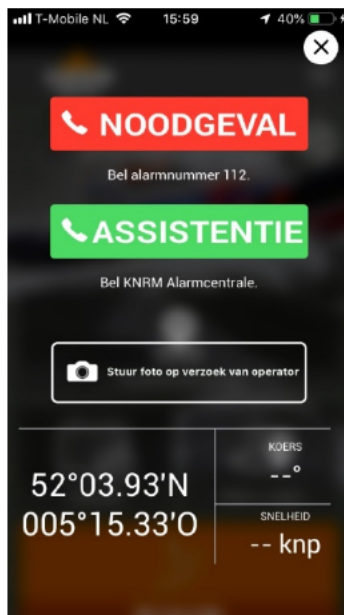 T-Mobile NL 15:59 40%
NOODGEVAL
Bel alarmnummer 112.
ASSISTENTIE
Bel KNRM Alarmcentrale.
Stuur foto op verzoek van operator
52°03.93'N
005°15.33'O
KOERS
--°
SNELHEID
-- knp